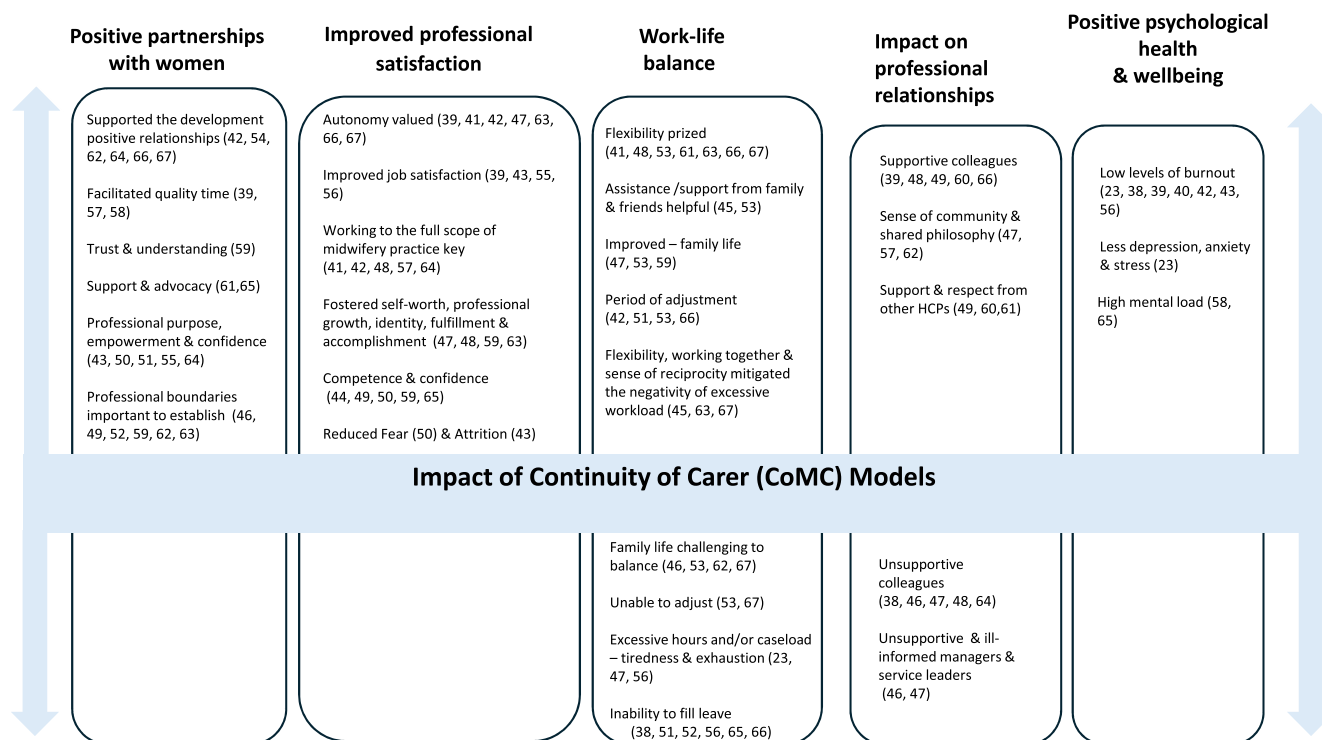 Positive partnerships
with women
Supported the development
positive relationships (42, 54,
62, 64, 66, 67)
Facilitated quality time (39,
57, 58)
Trust & understanding (59)
Support & advocacy (61,65)
Professional purpose,
empowerment & confidence
(43, 50, 51, 55, 64)
Professional boundaries
important to establish  (46,
49, 52, 59, 62, 63)
Improved professional
satisfaction
Autonomy valued (39, 41, 42, 47, 63,
66, 67)
Improved job satisfaction (39, 43, 55,
56)
Working to the full scope of
midwifery practice key
(41, 42, 48, 57, 64)
Fostered self-worth, professional
growth, identity, fulfillment &
accomplishment  (47, 48, 59, 63)
Competence & confidence
(44, 49, 50, 59, 65)
Reduced Fear (50) & Attrition (43)
Work-life
balance
Flexibility prized
(41, 48, 53, 61, 63, 66, 67)
Assistance /support from family
& friends helpful (45, 53)
Improved – family life
(47, 53, 59)
Period of adjustment
(42, 51, 53, 66)
Flexibility, working together &
sense of reciprocity mitigated
the negativity of excessive
workload (45, 63, 67)
Impact on
professional
relationships
Supportive colleagues
(39, 48, 49, 60, 66)
Sense of community &
shared philosophy (47,
57, 62)
Support & respect from
other HCPs (49, 60,61)
Positive psychological
health
& wellbeing
Low levels of burnout
(23, 38, 39, 40, 42, 43,
56)
Less depression, anxiety
& stress (23)
High mental load (58,
65)
Impact of Continuity of Carer (CoMC) Models
Family life challenging to
balance (46, 53, 62, 67)
Unable to adjust (53, 67)
Excessive hours and/or caseload
– tiredness & exhaustion (23,
47, 56)
Inability to fill leave
(38, 51, 52, 56, 65, 66)
Unsupportive
colleagues
(38, 46, 47, 48, 64)
Unsupportive  & ill-
informed managers &
service leaders
(46, 47)